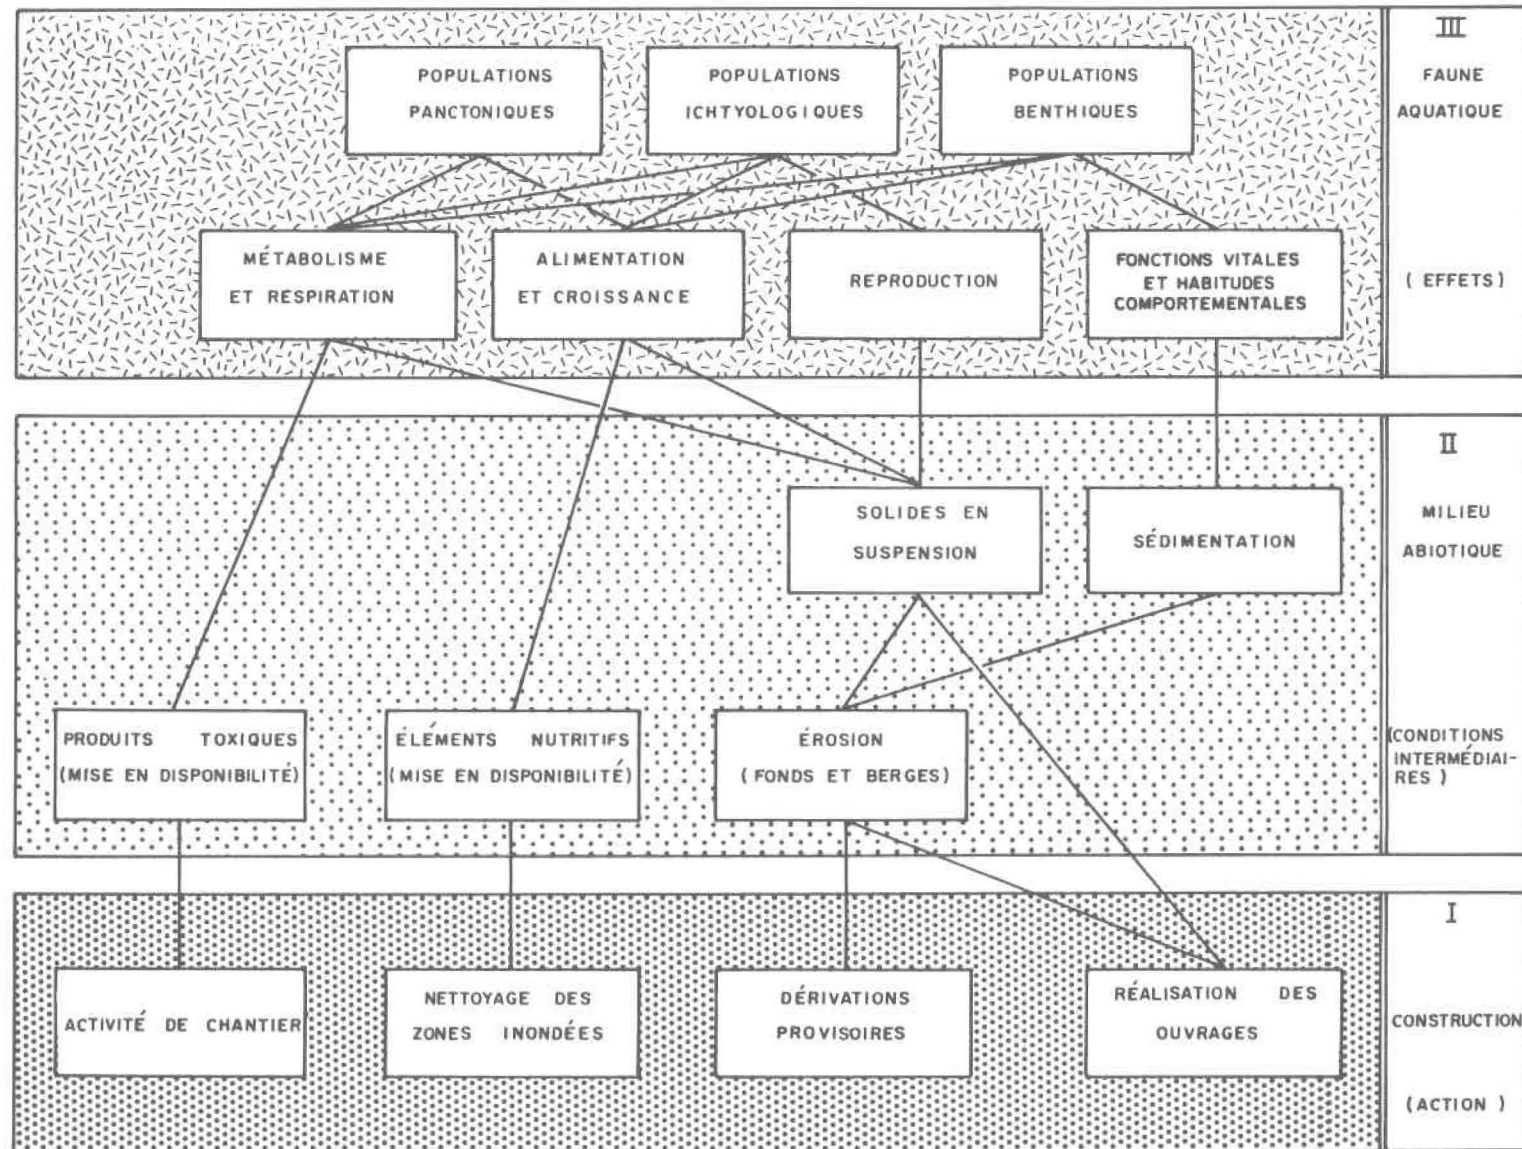 III
FAUNE
AQUATIQUE
( EFFETS )
POPULATIONS
PANCTONIQUES
POPULATIONS
ICHTYOLOGIQUES
POPULATIONS
BENTHIQUES
MÉTABOLISME
ET RESPIRATION
ALIMENTATION
ET CROISSANCE
REPRODUCTION
FONCTIONS VITALES
ET HABITUDES
COMPORTEMENTALES
II
MILIEU
ABIOTIQUE
(CONDITIONS
INTERMÉDIAI-
RES )
SOLIDES EN
SUSPENSION
SÉDIMENTATION
PRODUITS TOXIQUES
(MISE EN DISPONIBILITÉ)
ÉLÉMENTS NUTRITIFS
(MISE EN DISPONIBILITÉ)
ÉROSION
( FONDS ET BERGES)
I
CONSTRUCTION
(ACTION )
ACTIVITÉ DE CHANTIER
NETTOYAGE DES
ZONES INONDÉES
DÉRIVATIONS
PROVISOIRES
RÉALISATION DES
OUVRAGES